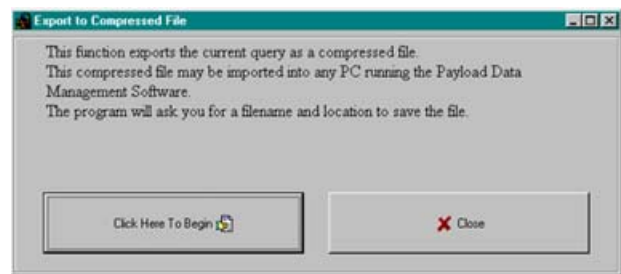 Export to Compressed File
This function exports the current query as a compressed file.
This compressed file may be imported into any PC running the Payload Data
Management Software.
The program will ask you for a filename and location to save the file.
Click Here To Begin
Close